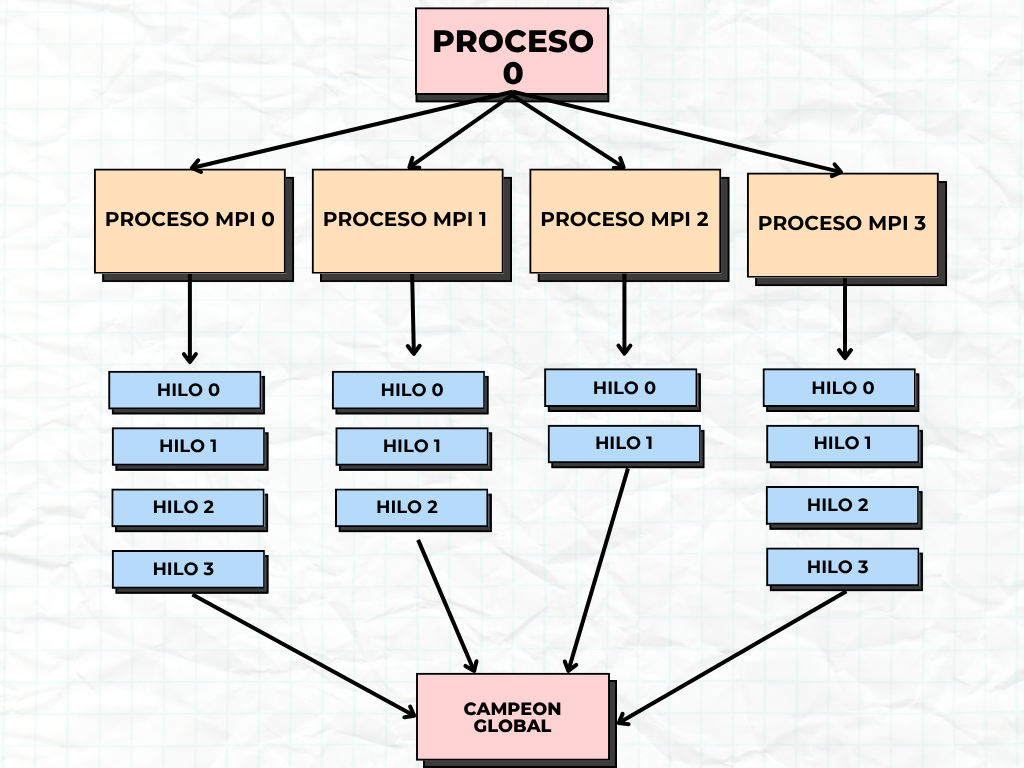 PROCESO
0
PROCESO MPI 0
PROCESO MPI 1
PROCESO MPI 2
PROCESO MPI 3
HILO 0
HILO 0
HILO 0
HILO 0
HILO 1
HILO 1
HILO 1
HILO 1
HILO 2
HILO 2
HILO 2
HILO 3
HILO 3
CAMPEON
GLOBAL